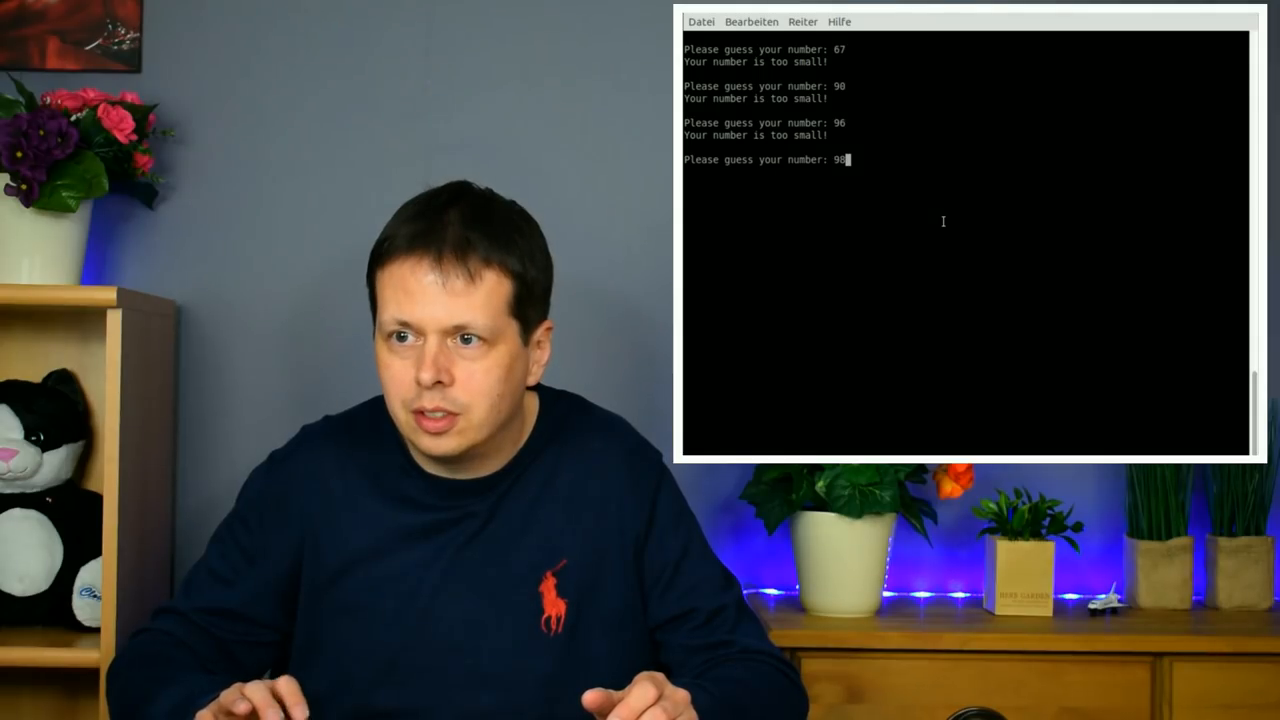 Datei Bearbeiten Reiter Hilfe
Please guess your number: 67
Your number is too small!
Please guess your number: 90
Your number is too small!
Please guess your number: 96
Your number is too small!
Please guess your number: 98
HERB GARDEN